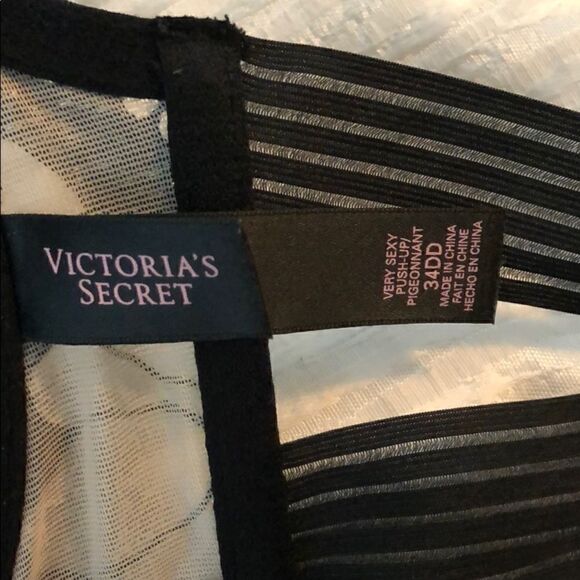 VICTORIA'S
SECRET
VERY SEXY
PUSH-UP/
PIGEONNANT
34DD
MADE IN CHINA
FAIT EN CHINE
HECHO EN CHINA